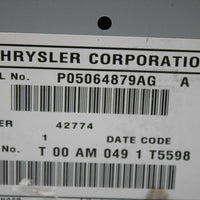 HRYSLER CORPORATION
L No. P05064879AG A
ER 42774
1 DATE CODE
No. T 00 AM 049 1 T5598